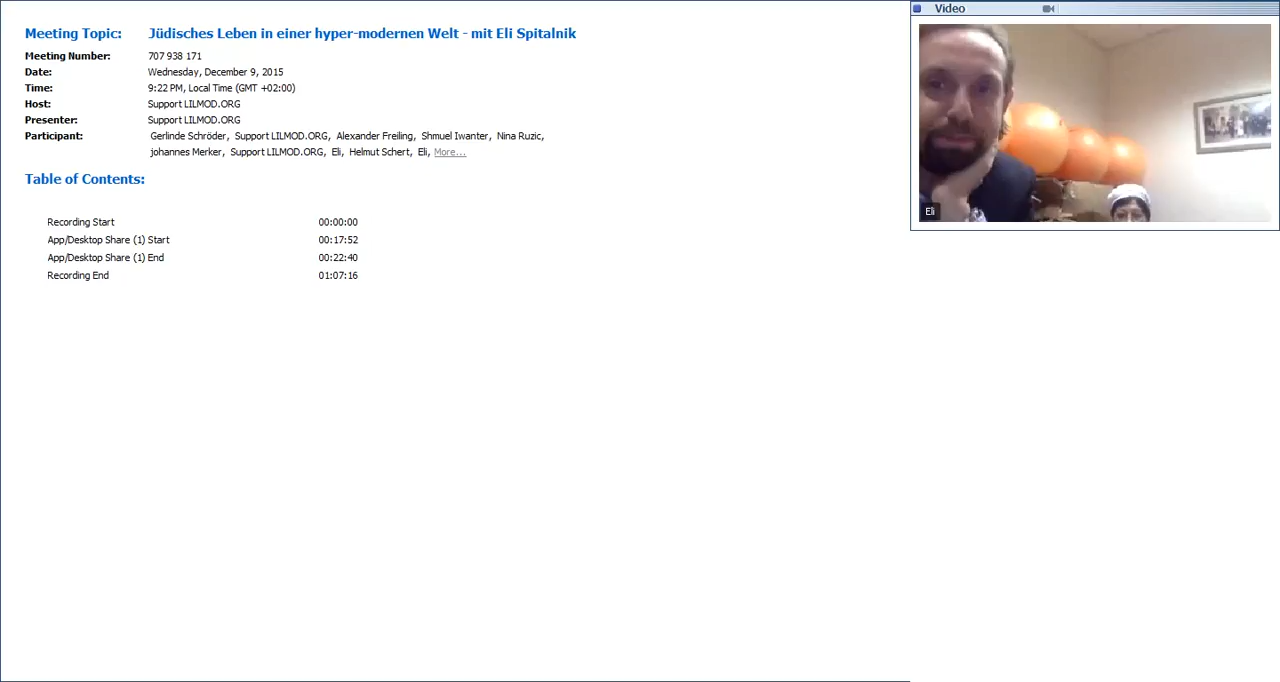 Meeting Topic: Jüdisches Leben in einer hyper-modernen Welt - mit Eli Spitalnik
Meeting Number: 707 938 171
Date: Wednesday, December 9, 2015
Time: 9:22 PM, Local Time (GMT +02:00)
Host: Support LILMOD.ORG
Presenter: Support LILMOD.ORG
Participant: Gerlinde Schröder, Support LILMOD.ORG, Alexander Freiling, Shmuel Iwanter, Nina Ruzic,
johannes Merker, Support LILMOD.ORG, Eli, Helmut Schert, Eli, More...
Table of Contents:
Recording Start 00:00:00
App/Desktop Share (1) Start 00:17:52
App/Desktop Share (1) End 00:22:40
Recording End 01:07:16
Video
Eli